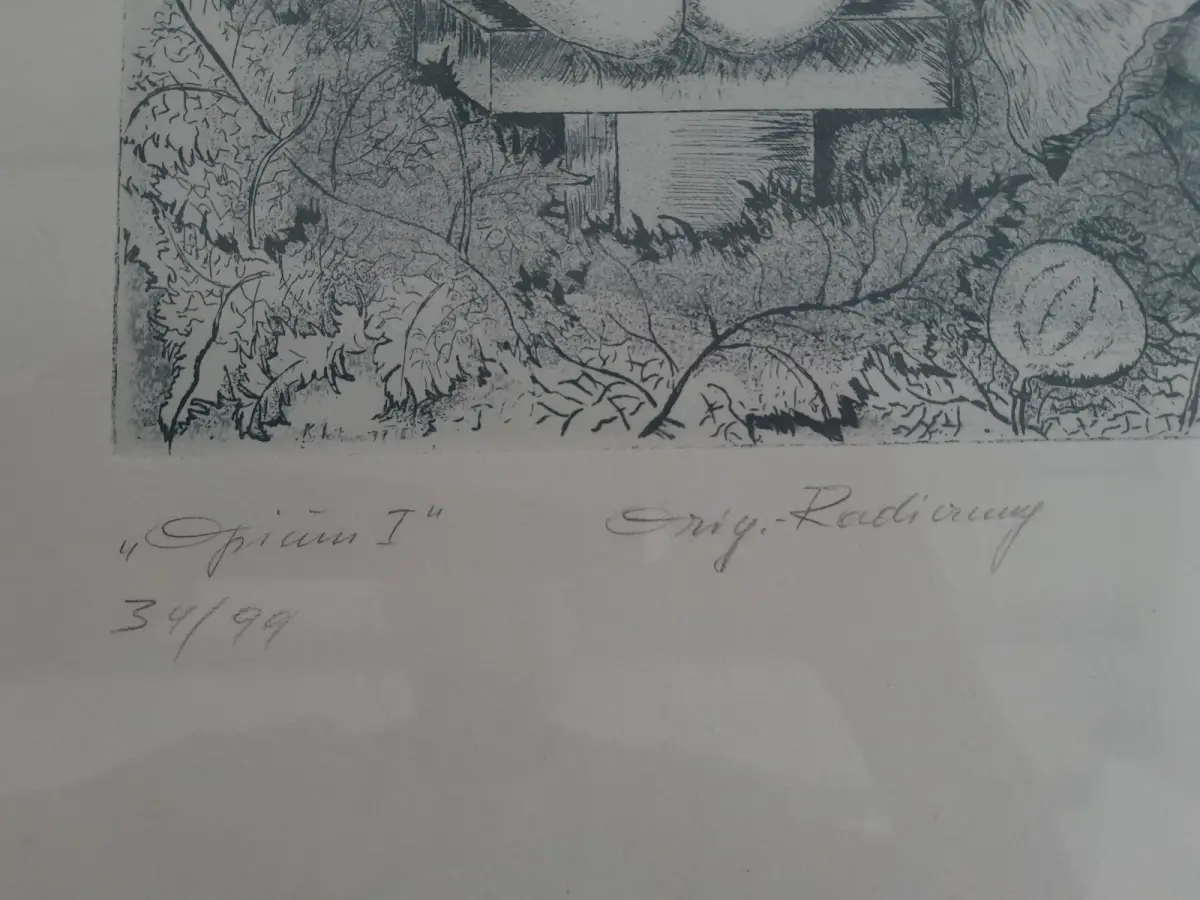 „Opium I“ Orig.-Radierung
34/99